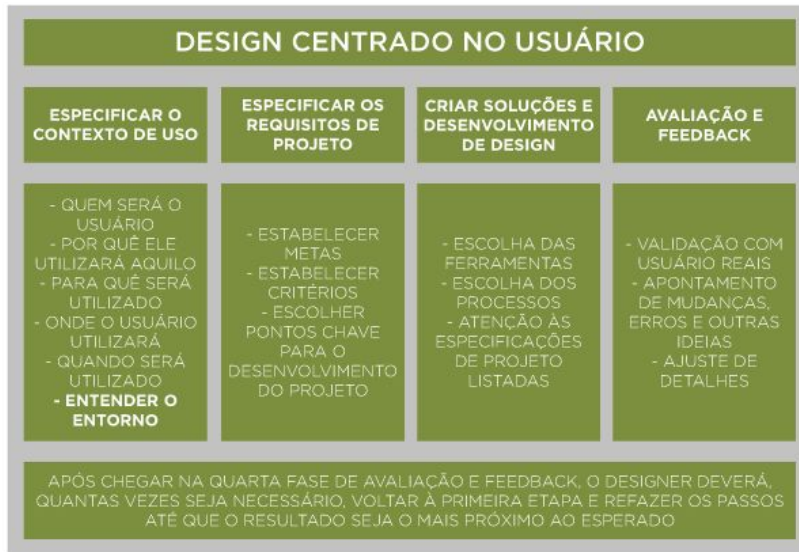 DESIGN CENTRADO NO USUÁRIO
ESPECIFICAR O
CONTEXTO DE USO
- QUEM SERÁ O
USUÁRIO
- POR QUÊ ELE
UTILIZARÁ AQUILO
- PARA QUÊ SERÁ
UTILIZADO
- ONDE O USUÁRIO
UTILIZARÁ
- QUANDO SERÁ
UTILIZADO
- ENTENDER O
ENTORNO
ESPECIFICAR OS
REQUISITOS DE
PROJETO
- ESTABELECER
METAS
- ESTABELECER
CRITÉRIOS
- ESCOLHER
PONTOS CHAVE
PARA O
DESENVOLVIMENTO
DO PROJETO
CRIAR SOLUÇÕES E
DESENVOLVIMENTO
DE DESIGN
- ESCOLHA DAS
FERRAMENTAS
- ESCOLHA DOS
PROCESSOS
- ATENÇÃO ÀS
ESPECIFICAÇÕES
DE PROJETO
LISTADAS
AVALIAÇÃO E
FEEDBACK
- VALIDAÇÃO COM
USUÁRIO REAIS
- APONTAMENTO
DE MUDANÇAS,
ERROS E OUTRAS
IDEIAS
- AJUSTE DE
DETALHES
APÓS CHEGAR NA QUARTA FASE DE AVALIAÇÃO E FEEDBACK, O DESIGNER DEVERÁ,
QUANTAS VEZES SEJA NECESSÁRIO, VOLTAR À PRIMEIRA ETAPA E REFAZER OS PASSOS
ATÉ QUE O RESULTADO SEJA O MAIS PRÓXIMO AO ESPERADO